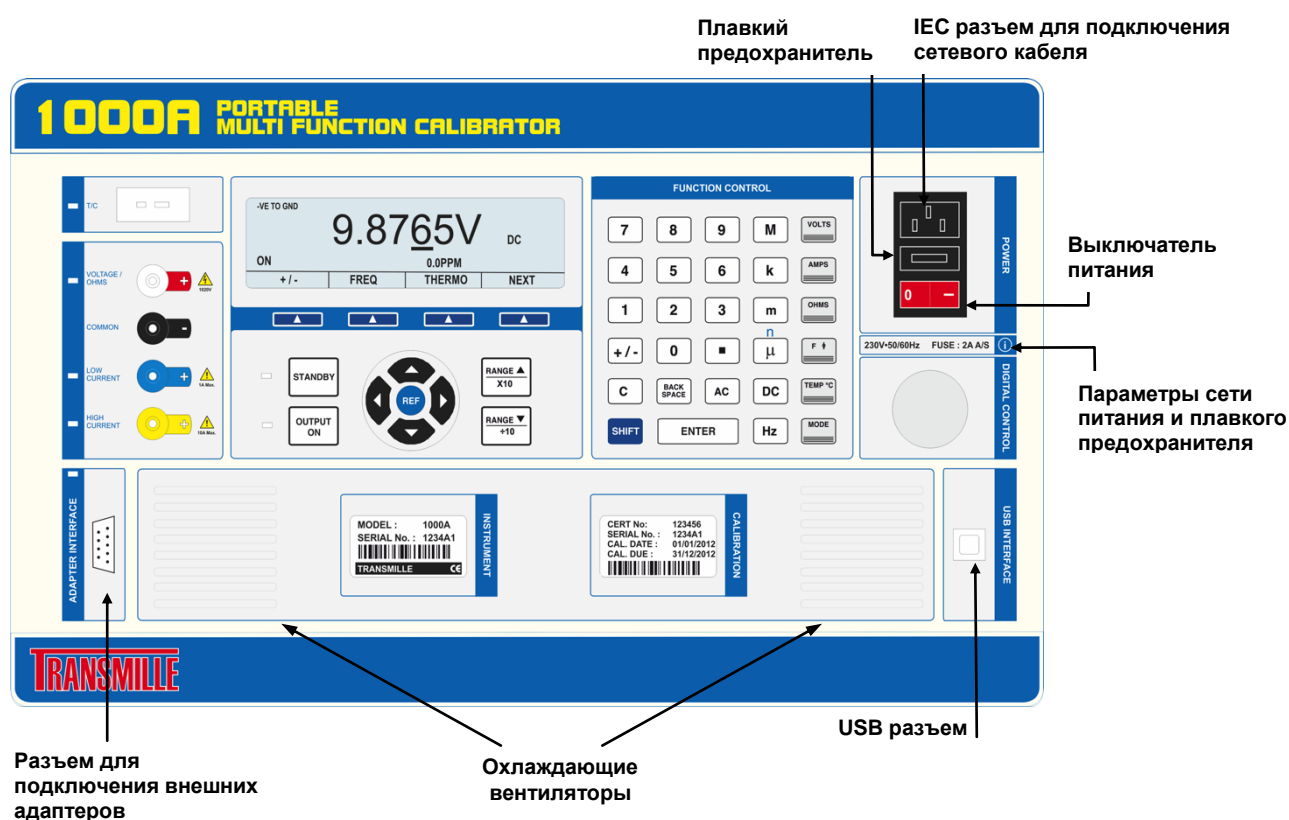 Плавкий
предохранитель
IEC разъем для подключения
сетевого кабеля
1000A
PORTABLE
MULTI FUNCTION CALIBRATOR
T/C
-VE TO GND
9.8765V
DC
ON
0.0PPM
+/-
FREQ
THERMO
NEXT
FUNCTION CONTROL
7
8
9
M
VOLTS
4
5
6
k
AMPS
1
2
3
m
OHMS
n
+/-
0
▪
μ
F
C
BACK
SPACE
AC
DC
TEMP °C
SHIFT
ENTER
Hz
MODE
VOLTAGE /
OHMS
+
1020V
COMMON
-
LOW
CURRENT
+
1A Max.
HIGH
CURRENT
+
10A Max.
STANDBY
OUTPUT
ON
REF
RANGE ▲
X10
RANGE ▼
÷10
POWER
0
Выключатель
питания
230V•50/60Hz FUSE : 2A A/S
i
DIGITAL CONTROL
Параметры сети
питания и плавкого
предохранителя
ADAPTER INTERFACE
MODEL : 1000A
SERIAL No. : 1234A1
TRANSMILLE CE
INSTRUMENT
CERT No: 123456
SERIAL No. : 1234A1
CAL. DATE : 01/01/2012
CAL. DUE : 31/12/2012
CALIBRATION
USB INTERFACE
TRANSMILLE
USB разъем
Разъем для
подключения внешних
адаптеров
Охлаждающие
вентиляторы